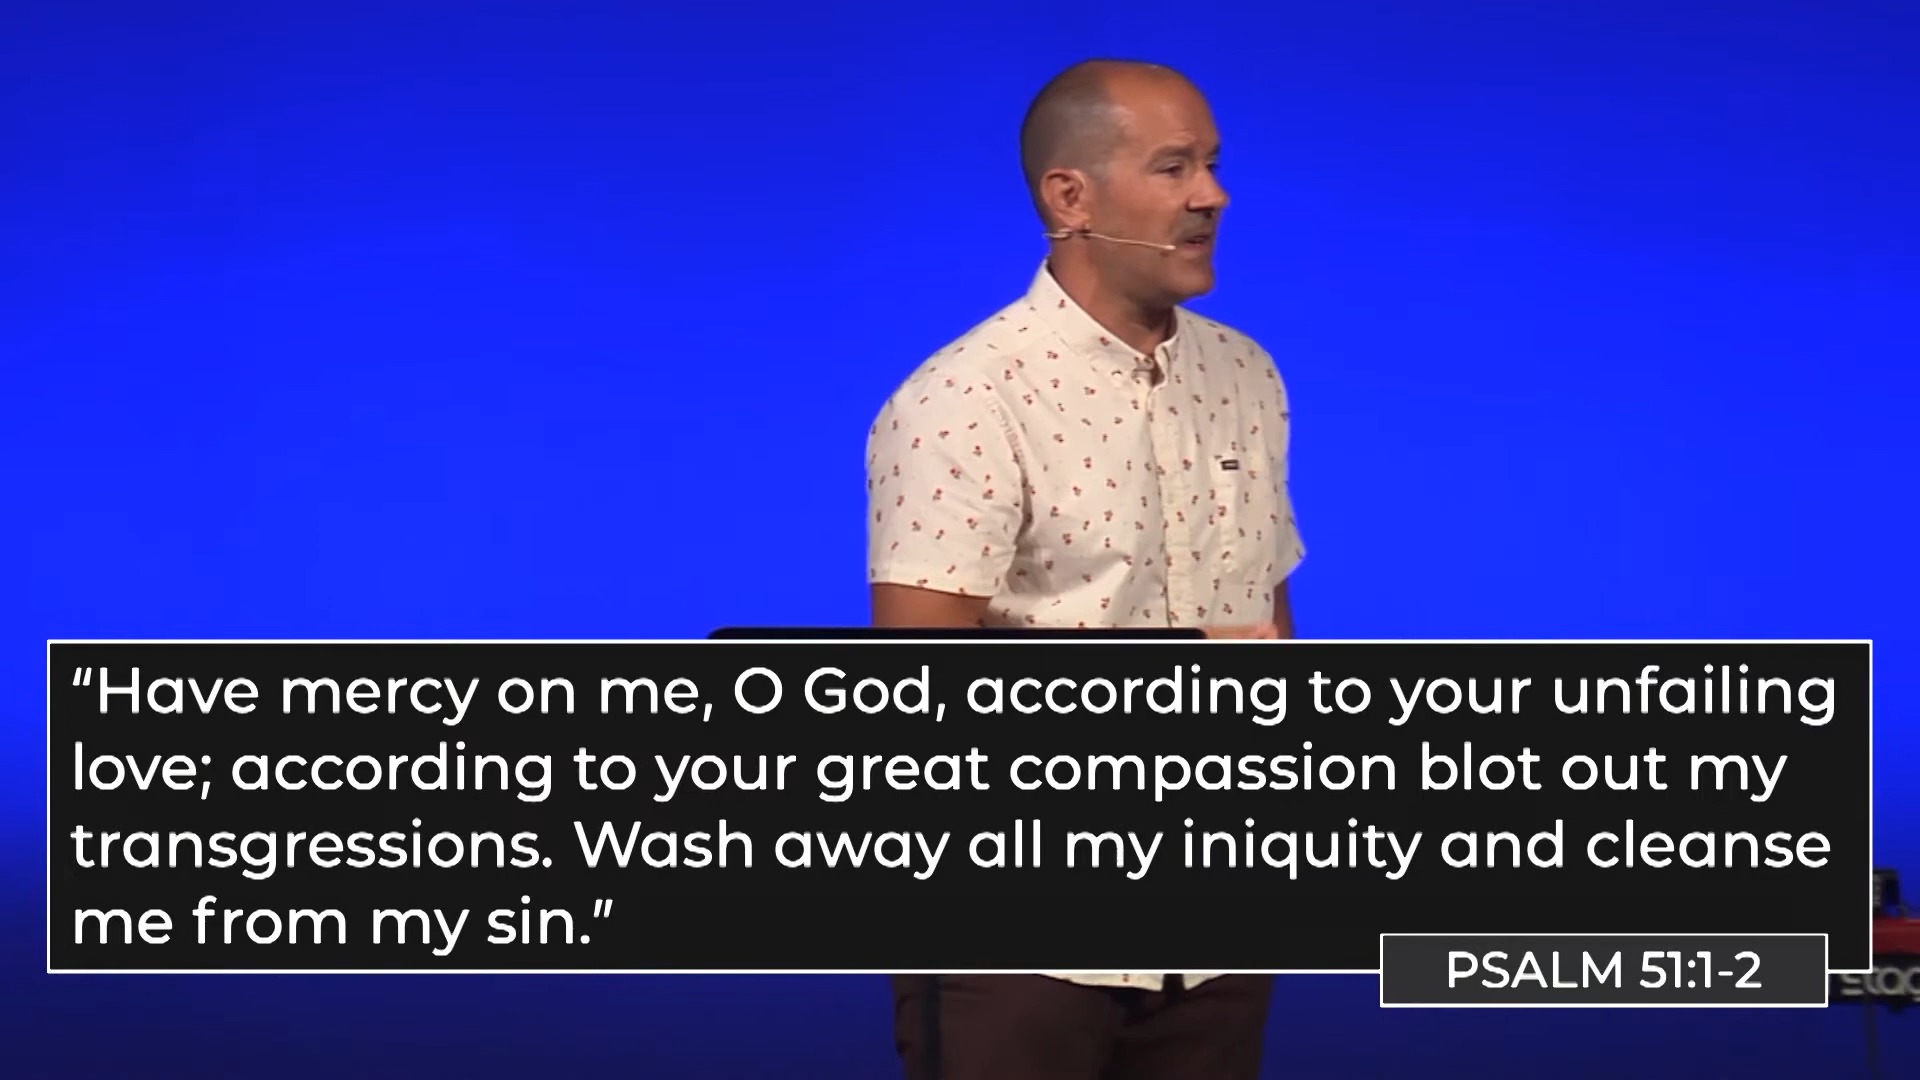 “Have mercy on me, O God, according to your unfailing
love; according to your great compassion blot out my
transgressions. Wash away all my iniquity and cleanse
me from my sin.”
PSALM 51:1-2